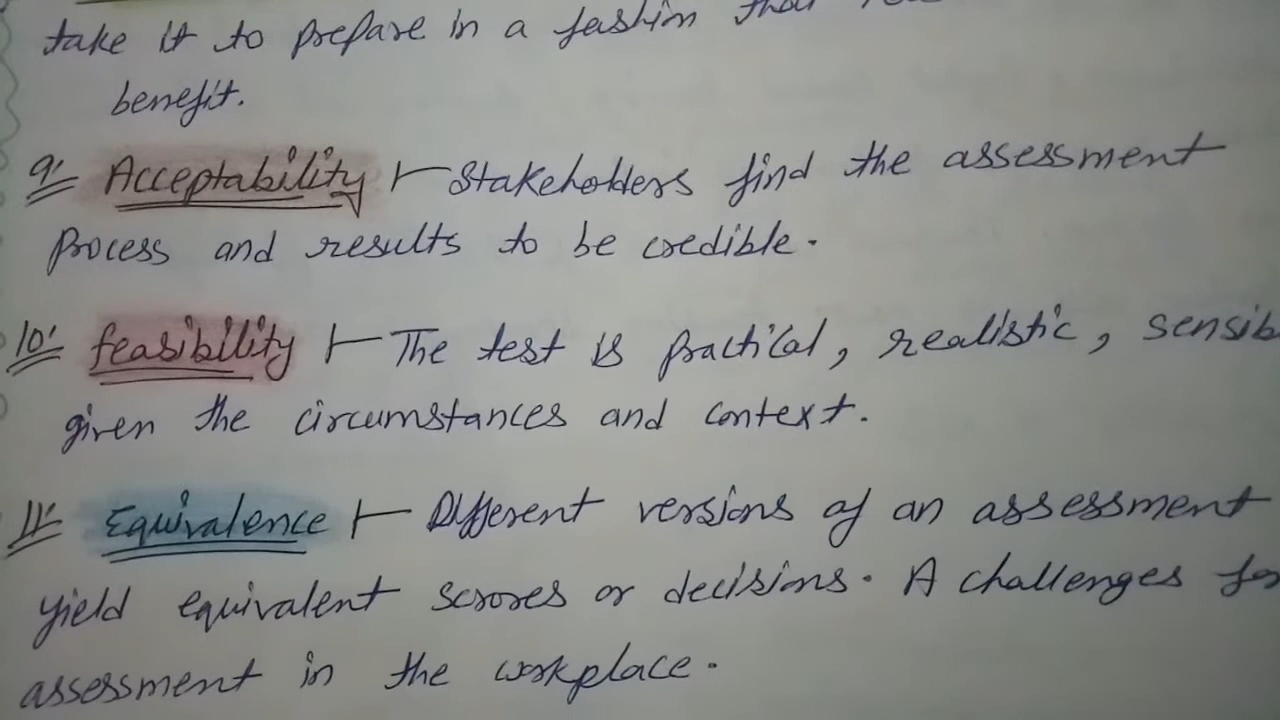 take it to prepare in a fashion that
benefit.
9. Acceptability :- Stakeholders find the assessment
process and results to be credible.
10. feasibility :- The test is practical, realistic, sensib
given the circumstances and context.
11. Equivalence :- Different versions of an assessment
yield equivalent scrores or decisions. A challenges for
assessment in the workplace.